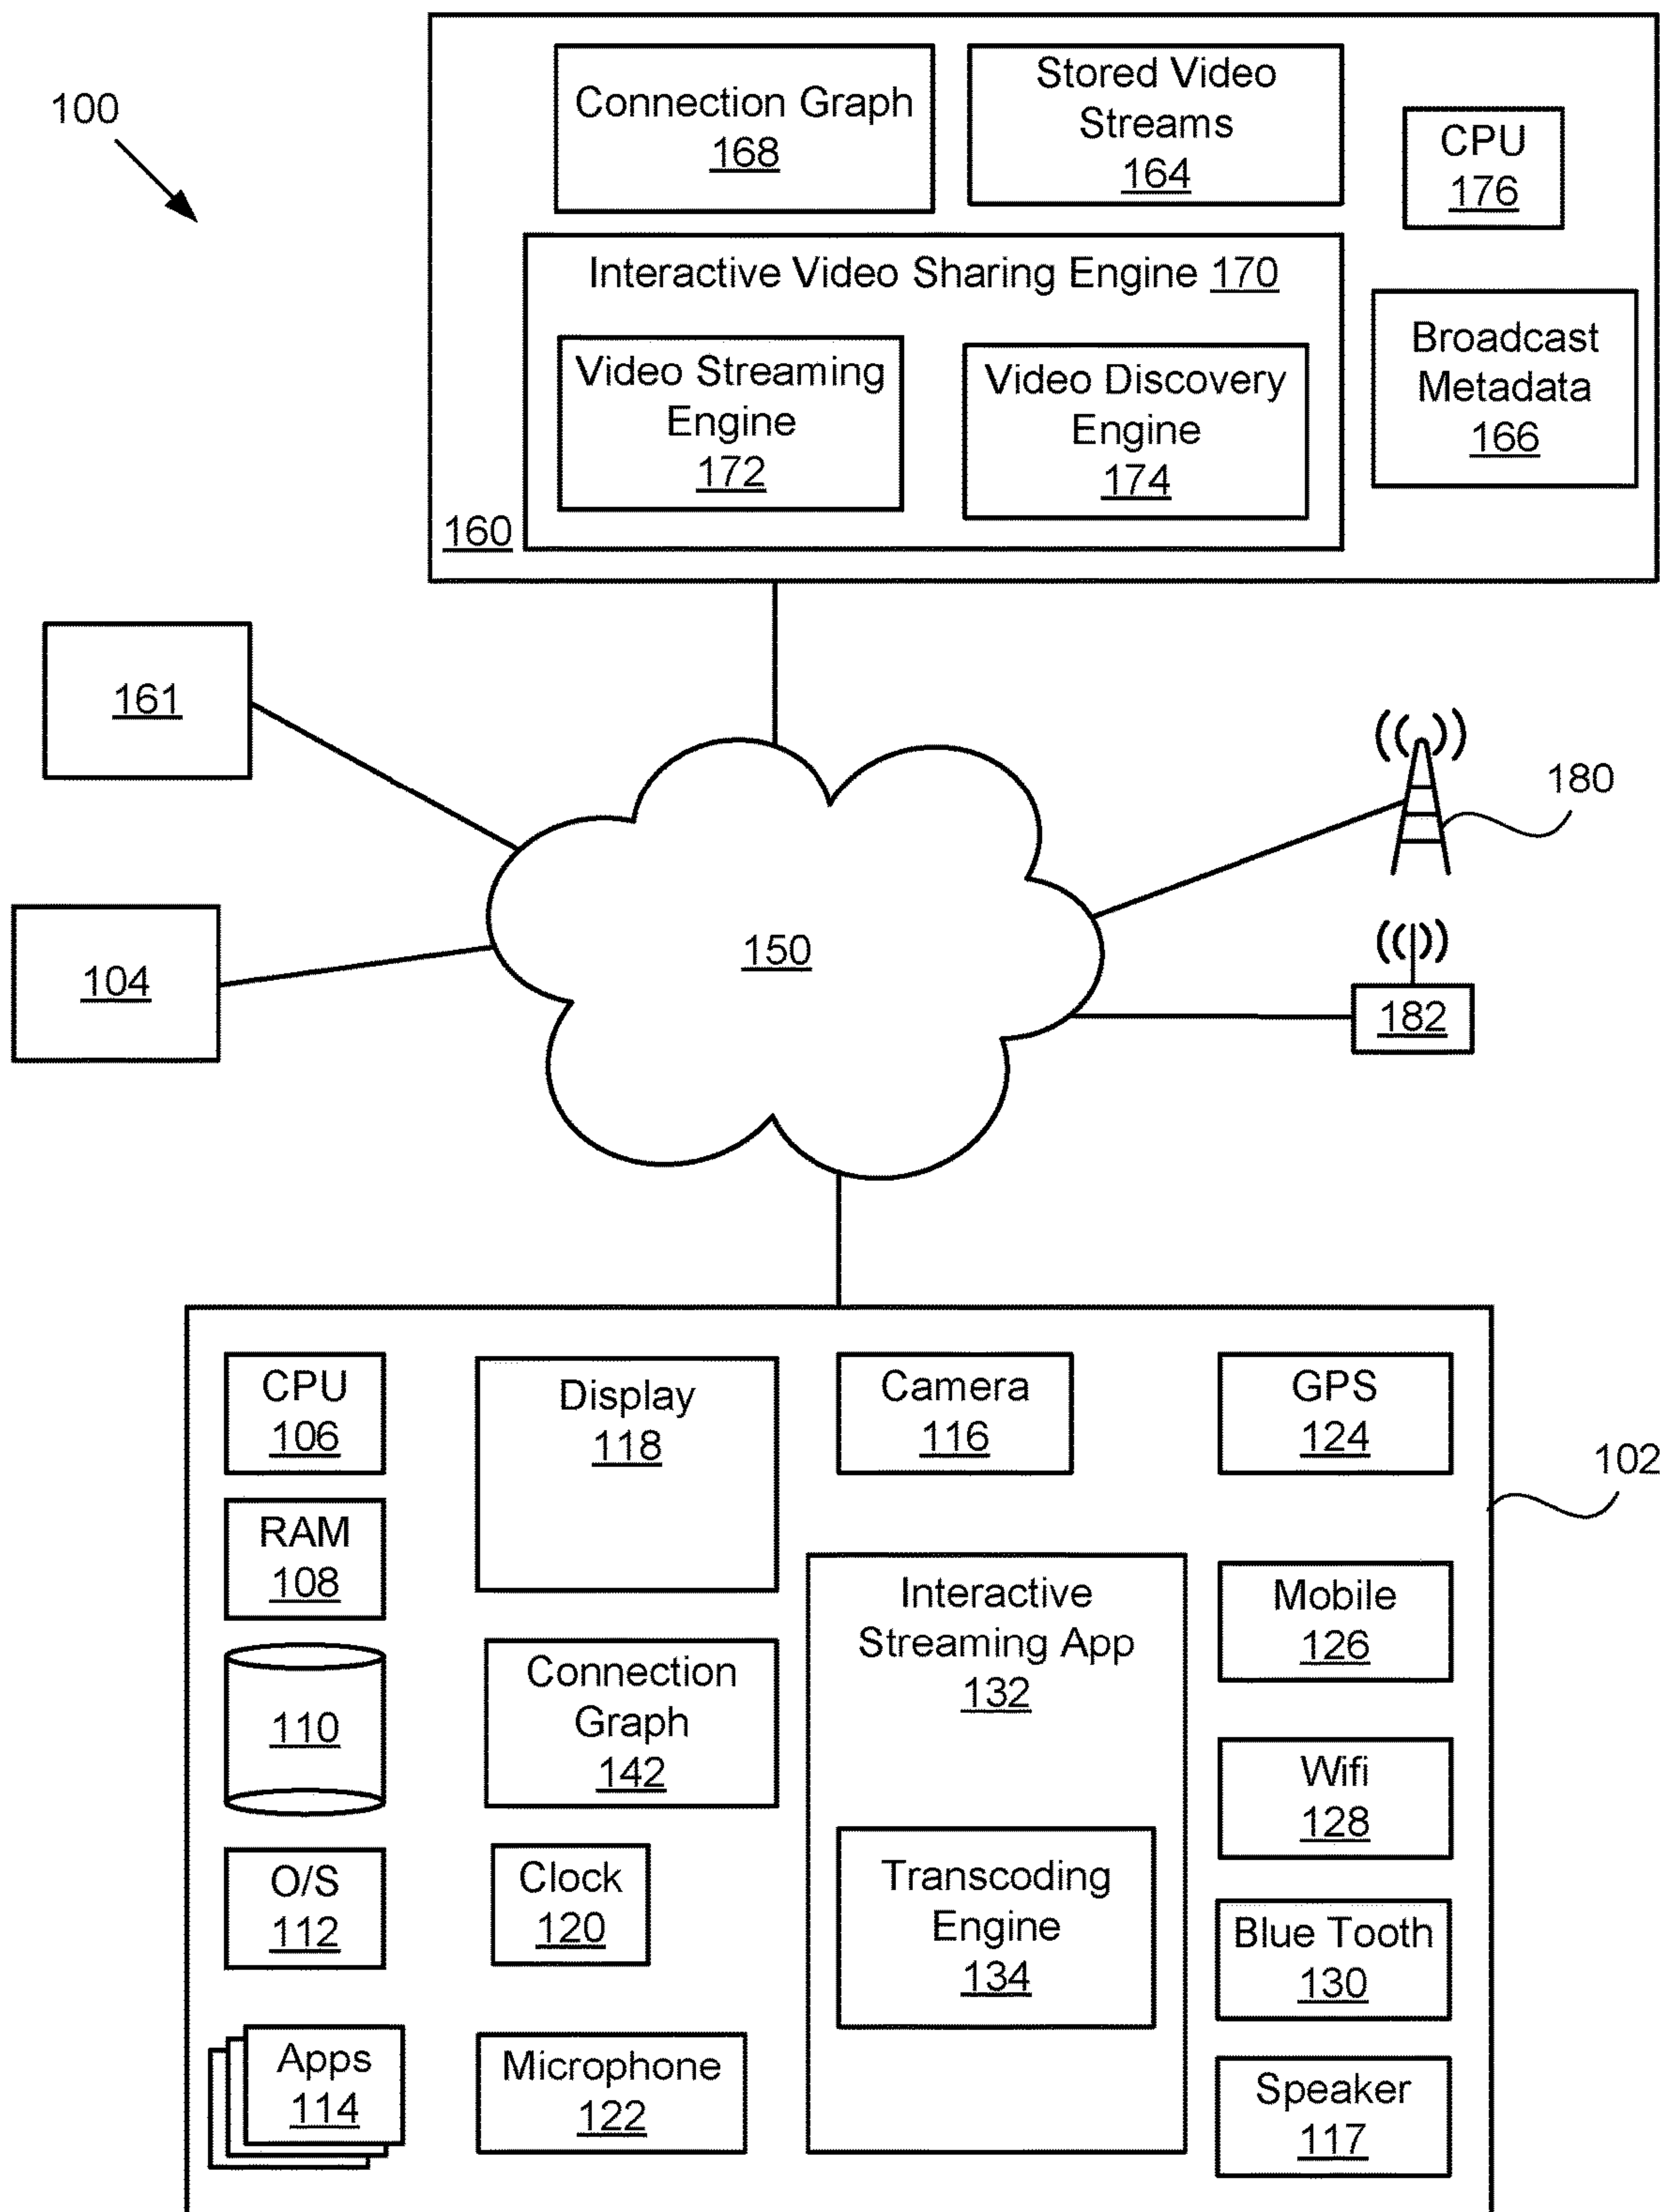 100
Connection Graph
168
Stored Video
Streams
164
CPU
176
Interactive Video Sharing Engine 170
Video Streaming
Engine
172
Video Discovery
Engine
174
Broadcast
Metadata
166
160
161
180
104
150
182
CPU
106
Display
118
Camera
116
GPS
124
102
RAM
108
Interactive
Streaming App
132
Mobile
126
110
Connection
Graph
142
Wifi
128
O/S
112
Clock
120
Transcoding
Engine
134
Blue Tooth
130
Apps
114
Microphone
122
Speaker
117